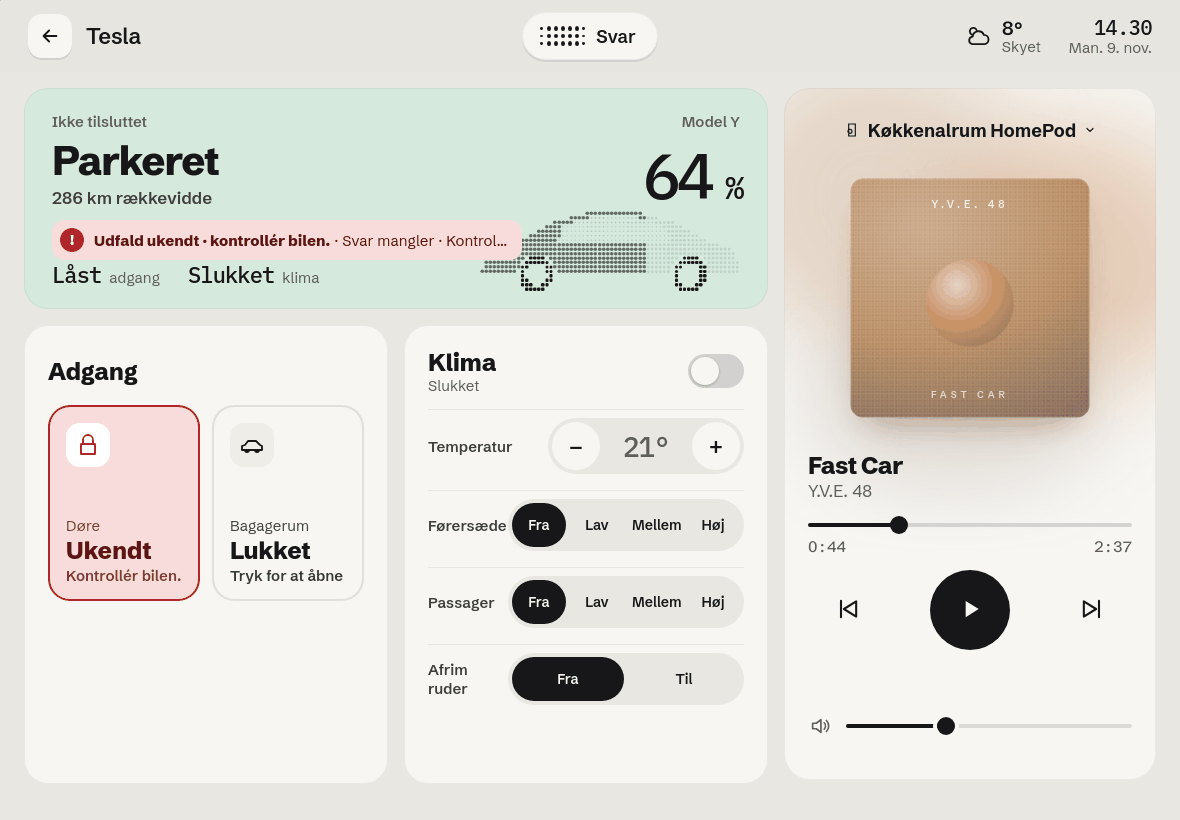 Tesla
Svar
8°
Skyet
14.30
Man. 9. nov.
Ikke tilsluttet
Model Y
Parkeret
64 %
286 km rækkevidde
! Udfald ukendt · kontrollér bilen. · Svar mangler · Kontrol...
Låst adgang Slukket klima
Adgang
Døre
Ukendt
Kontrollér bilen.
Bagagerum
Lukket
Tryk for at åbne
Klima
Slukket
Temperatur − 21° +
Førersæde Fra Lav Mellem Høj
Passager Fra Lav Mellem Høj
Afrim
ruder
Fra Til
Køkkenalrum HomePod
Y.V.E. 48
FAST CAR
Fast Car
Y.V.E. 48
0:44 2:37